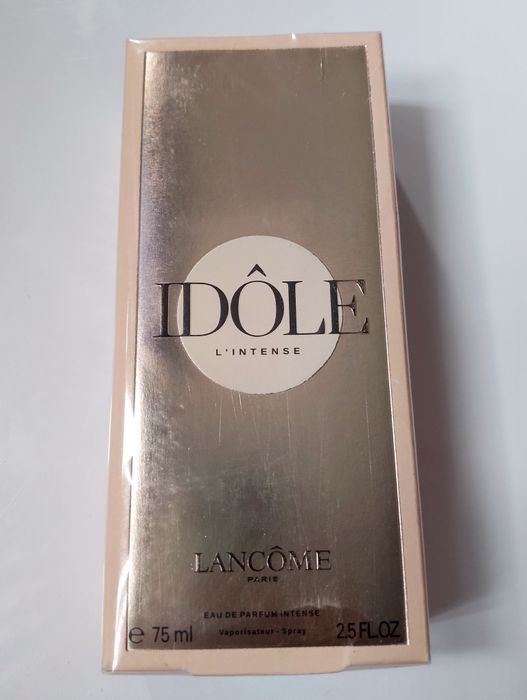 IDÔLE
L'INTENSE
LANCÔME
PARIS
EAU DE PARFUM INTENSE
℮ 75 ml Vaporisateur - Spray 2.5 FL.OZ